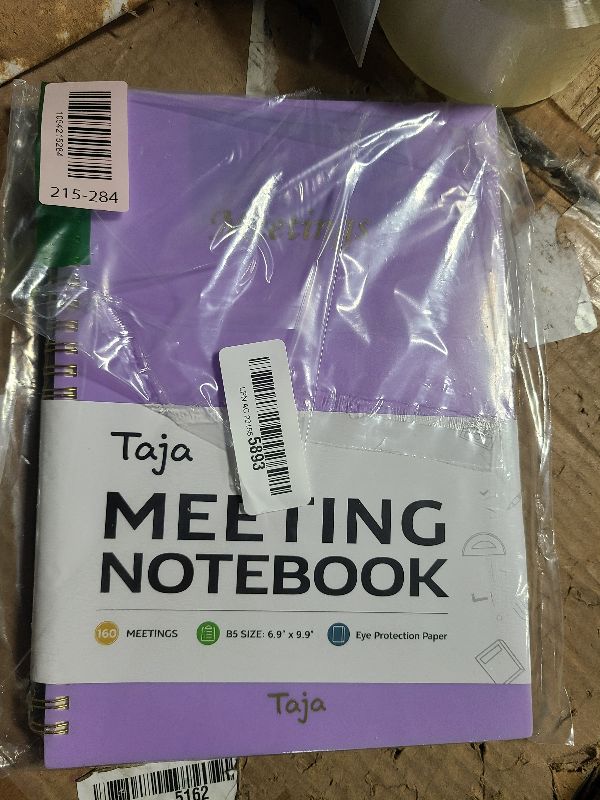 1084215284
215-284
Meetings
5893
Taja
MEETING
NOTEBOOK
160 MEETINGS
B5 SIZE: 6.9" x 9.9"
Eye Protection Paper
Taja
5162